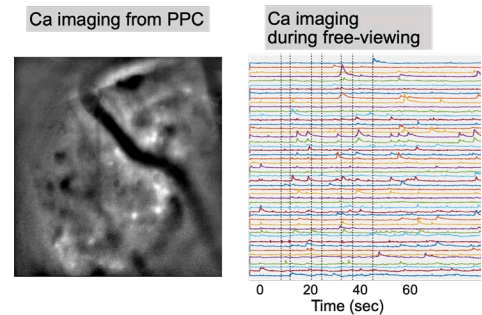 Ca imaging from PPC
Ca imaging
during free-viewing
0 20 40 60
Time (sec)